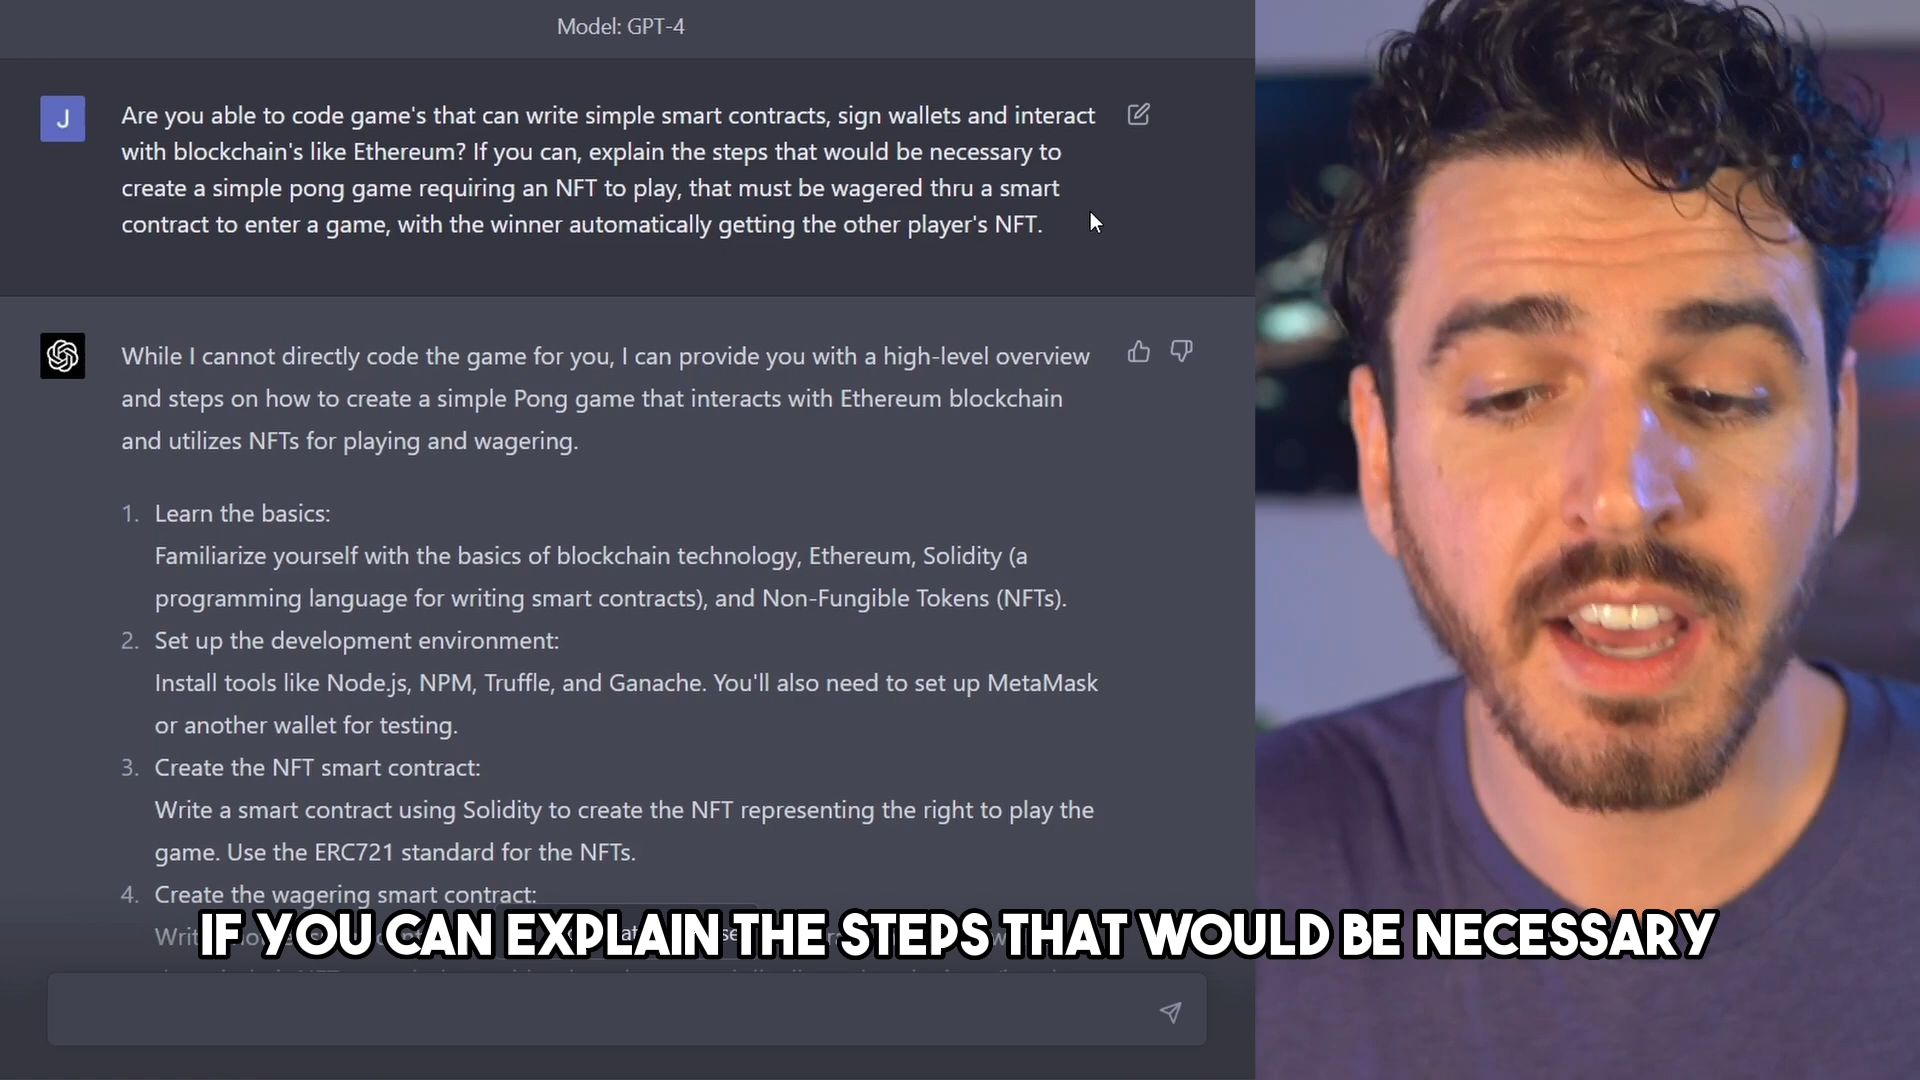 Model: GPT-4
J
Are you able to code game's that can write simple smart contracts, sign wallets and interact
with blockchain's like Ethereum? If you can, explain the steps that would be necessary to
create a simple pong game requiring an NFT to play, that must be wagered thru a smart
contract to enter a game, with the winner automatically getting the other player's NFT.
While I cannot directly code the game for you, I can provide you with a high-level overview
and steps on how to create a simple Pong game that interacts with Ethereum blockchain
and utilizes NFTs for playing and wagering.
1. Learn the basics:
Familiarize yourself with the basics of blockchain technology, Ethereum, Solidity (a
programming language for writing smart contracts), and Non-Fungible Tokens (NFTs).
2. Set up the development environment:
Install tools like Node.js, NPM, Truffle, and Ganache. You'll also need to set up MetaMask
or another wallet for testing.
3. Create the NFT smart contract:
Write a smart contract using Solidity to create the NFT representing the right to play the
game. Use the ERC721 standard for the NFTs.
4. Create the wagering smart contract:
IF YOU CAN EXPLAIN THE STEPS THAT WOULD BE NECESSARY